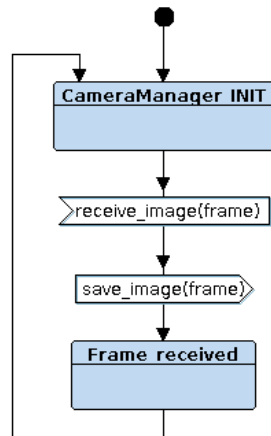 CameraManager INIT
receive_image(frame)
save_image(frame)
Frame received